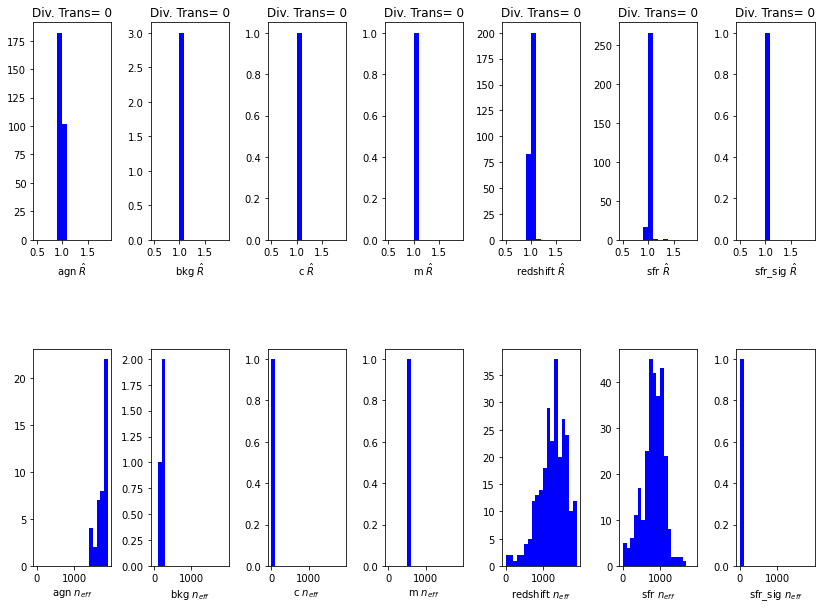 Div. Trans= 0 Div. Trans= 0 Div. Trans= 0 Div. Trans= 0 Div. Trans= 0 Div. Trans= 0 Div. Trans= 0
175 3.0 1.0 1.0 200 250 1.0
150 2.5 0.8 0.8 175 200 0.8
125 2.0 0.6 0.6 150 150 0.6
100 1.5 0.4 0.4 125 100 0.4
75 1.0 0.2 0.2 100 50 0.2
50 0.5 0.0 0.0 75 0 0.0
25 0.0 50
0 25
0
0.5 1.0 1.5 0.5 1.0 1.5 0.5 1.0 1.5 0.5 1.0 1.5 0.5 1.0 1.5 0.5 1.0 1.5 0.5 1.0 1.5
agn R̂ bkg R̂ c R̂ m R̂ redshift R̂ sfr R̂ sfr_sig R̂
20 2.00 1.0 1.0 35 40 1.0
15 1.75 0.8 0.8 30 30 0.8
10 1.50 0.6 0.6 25 20 0.6
5 1.25 0.4 0.4 20 10 0.4
0 1.00 0.2 0.2 15 0 0.2
0.75 0.0 0.0 10 0.0
0.50 5
0.25 0
0.00
0 1000 0 1000 0 1000 0 1000 0 1000 0 1000 0 1000
agn n_eff bkg n_eff c n_eff m n_eff redshift n_eff sfr n_eff sfr_sig n_eff